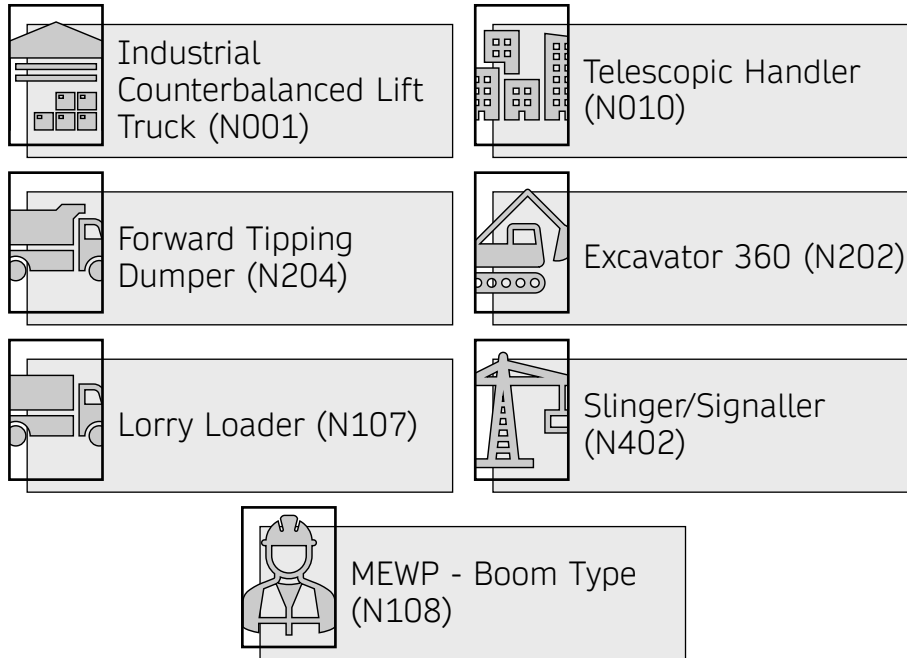 Industrial
Counterbalanced Lift
Truck (N001)
Telescopic Handler
(N010)
Forward Tipping
Dumper (N204)
Excavator 360 (N202)
Lorry Loader (N107)
Slinger/Signaller
(N402)
MEWP - Boom Type
(N108)